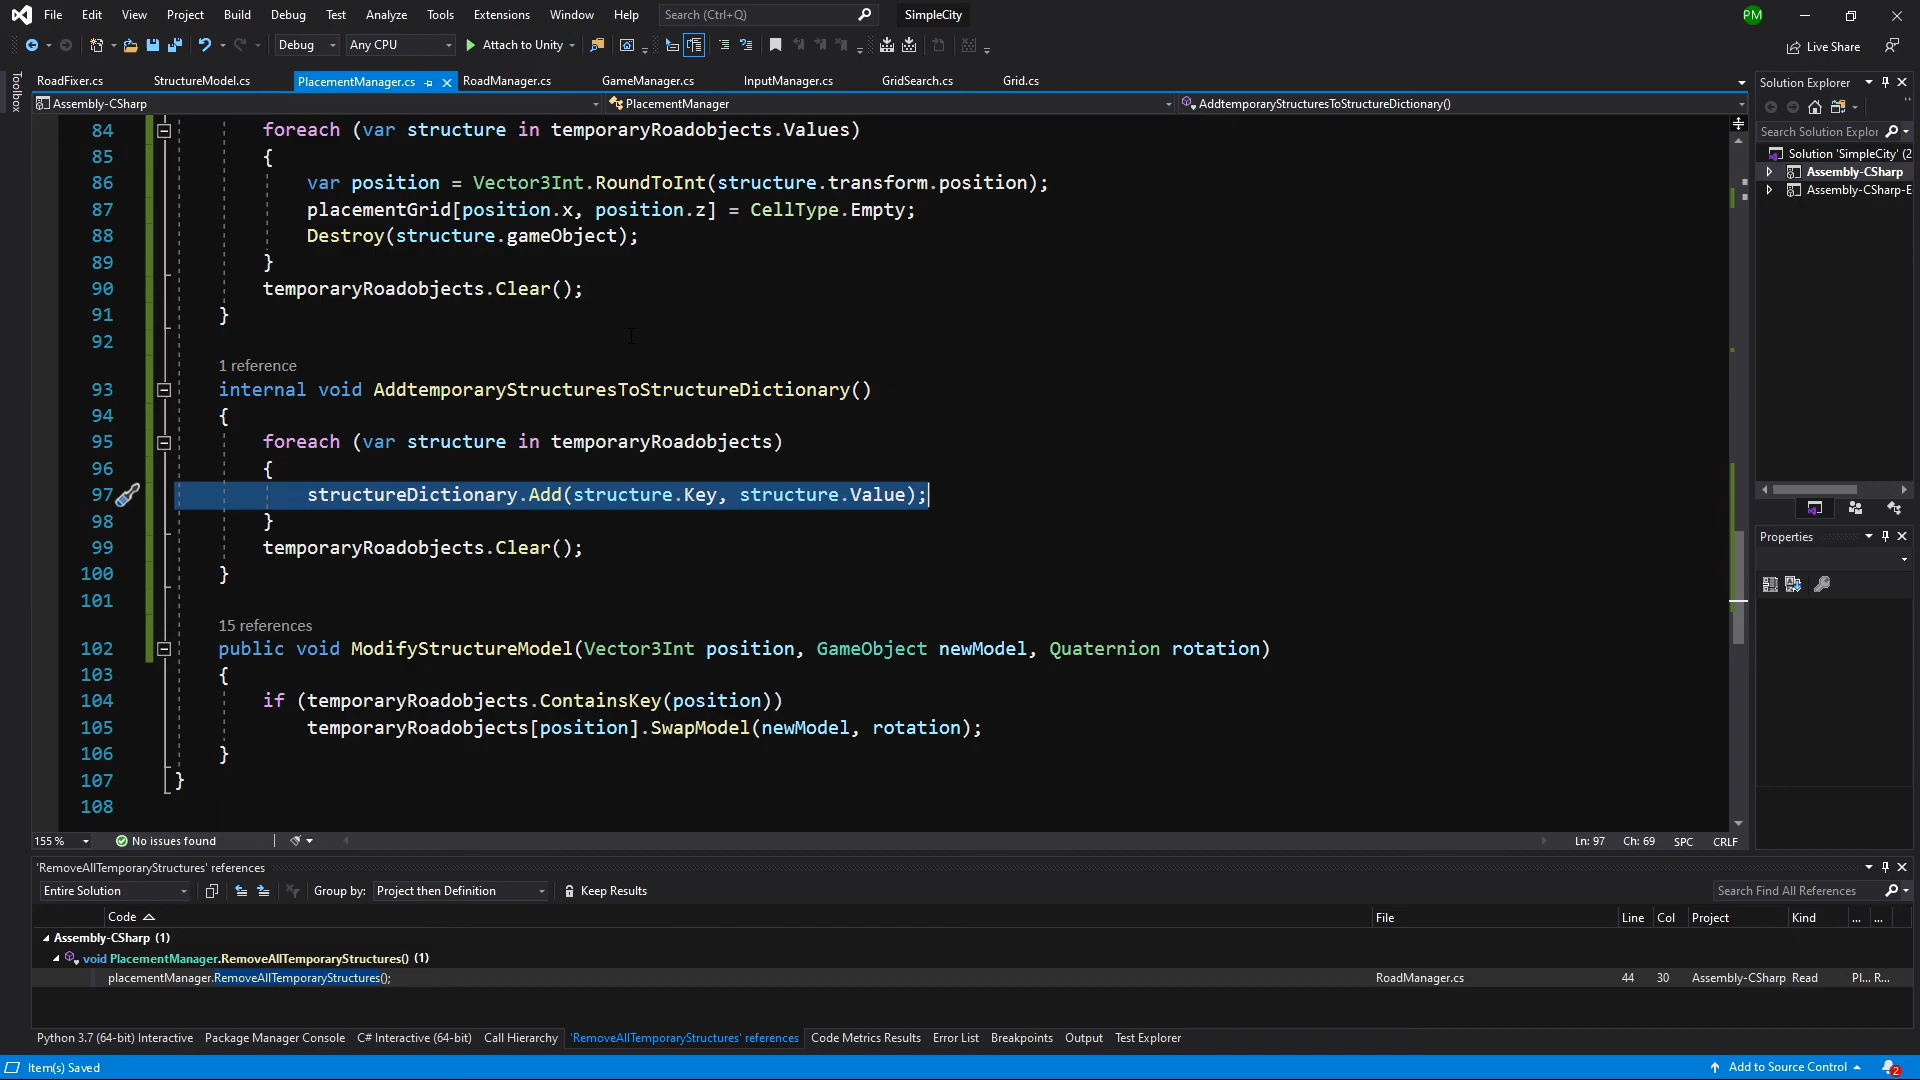 File Edit View Project Build Debug Test Analyze Tools Extensions Window Help Search (Ctrl+Q) SimpleCity PM
Debug Any CPU Attach to Unity Live Share
Toolbox
RoadFixer.cs StructureModel.cs PlacementManager.cs RoadManager.cs GameManager.cs InputManager.cs GridSearch.cs Grid.cs
Assembly-CSharp PlacementManager AddtemporaryStructuresToStructureDictionary()
84 foreach (var structure in temporaryRoadobjects.Values)
85 {
86 var position = Vector3Int.RoundToInt(structure.transform.position);
87 placementGrid[position.x, position.z] = CellType.Empty;
88 Destroy(structure.gameObject);
89 }
90 temporaryRoadobjects.Clear();
91 }
92
1 reference
93 internal void AddtemporaryStructuresToStructureDictionary()
94 {
95 foreach (var structure in temporaryRoadobjects)
96 {
97 structureDictionary.Add(structure.Key, structure.Value);
98 }
99 temporaryRoadobjects.Clear();
100 }
101
15 references
102 public void ModifyStructureModel(Vector3Int position, GameObject newModel, Quaternion rotation)
103 {
104 if (temporaryRoadobjects.ContainsKey(position))
105 temporaryRoadobjects[position].SwapModel(newModel, rotation);
106 }
107 }
108
155 % No issues found Ln: 97 Ch: 69 SPC CRLF
Solution Explorer
Search Solution Explor
Solution 'SimpleCity' (2
Assembly-CSharp
Assembly-CSharp-E
Properties
'RemoveAllTemporaryStructures' references
Entire Solution Group by: Project then Definition Keep Results Search Find All References
Code File Line Col Project Kind ... ...
Assembly-CSharp (1)
void PlacementManager.RemoveAllTemporaryStructures() (1)
placementManager.RemoveAllTemporaryStructures(); RoadManager.cs 44 30 Assembly-CSharp Read Pl... R...
Python 3.7 (64-bit) Interactive Package Manager Console C# Interactive (64-bit) Call Hierarchy 'RemoveAllTemporaryStructures' references Code Metrics Results Error List Breakpoints Output Test Explorer
Item(s) Saved Add to Source Control 2